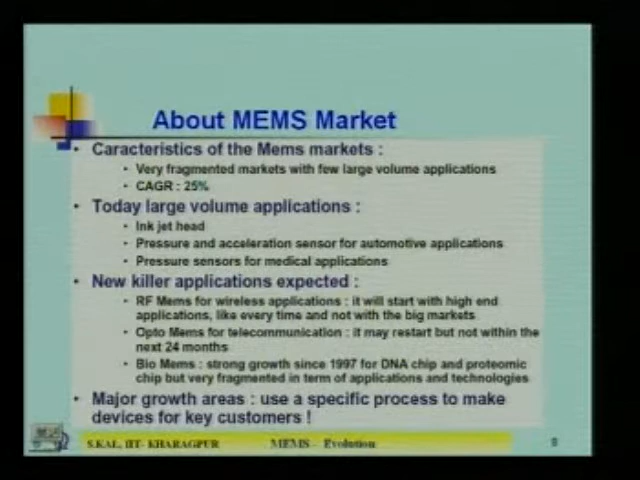 About MEMS Market
• Caracteristics of the Mems markets :
• Very fragmented markets with few large volume applications
• CAGR : 25%
• Today large volume applications :
• Ink jet head
• Pressure and acceleration sensor for automotive applications
• Pressure sensors for medical applications
• New killer applications expected :
• RF Mems for wireless applications : it will start with high end
applications, like every time and not with the big markets
• Opto Mems for telecommunication : it may restart but not within the
next 24 months
• Bio Mems : strong growth since 1997 for DNA chip and proteomic
chip but very fragmented in term of applications and technologies
• Major growth areas : use a specific process to make
devices for key customers !
S.KAL, IIT- KHARAGPUR MEMS – Evolution